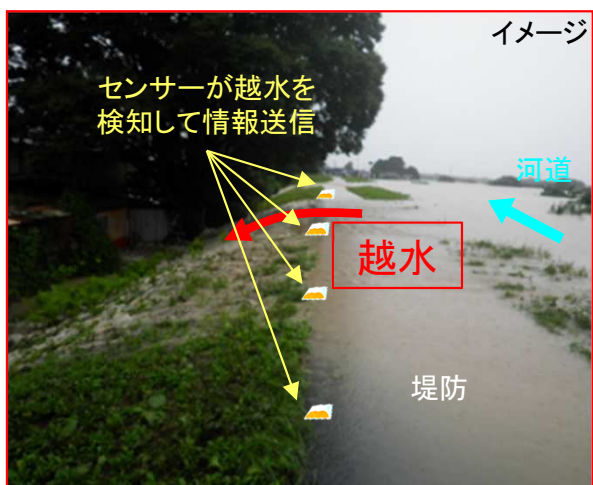 イメージ
センサーが越水を
検知して情報送信
河道
越水
堤防